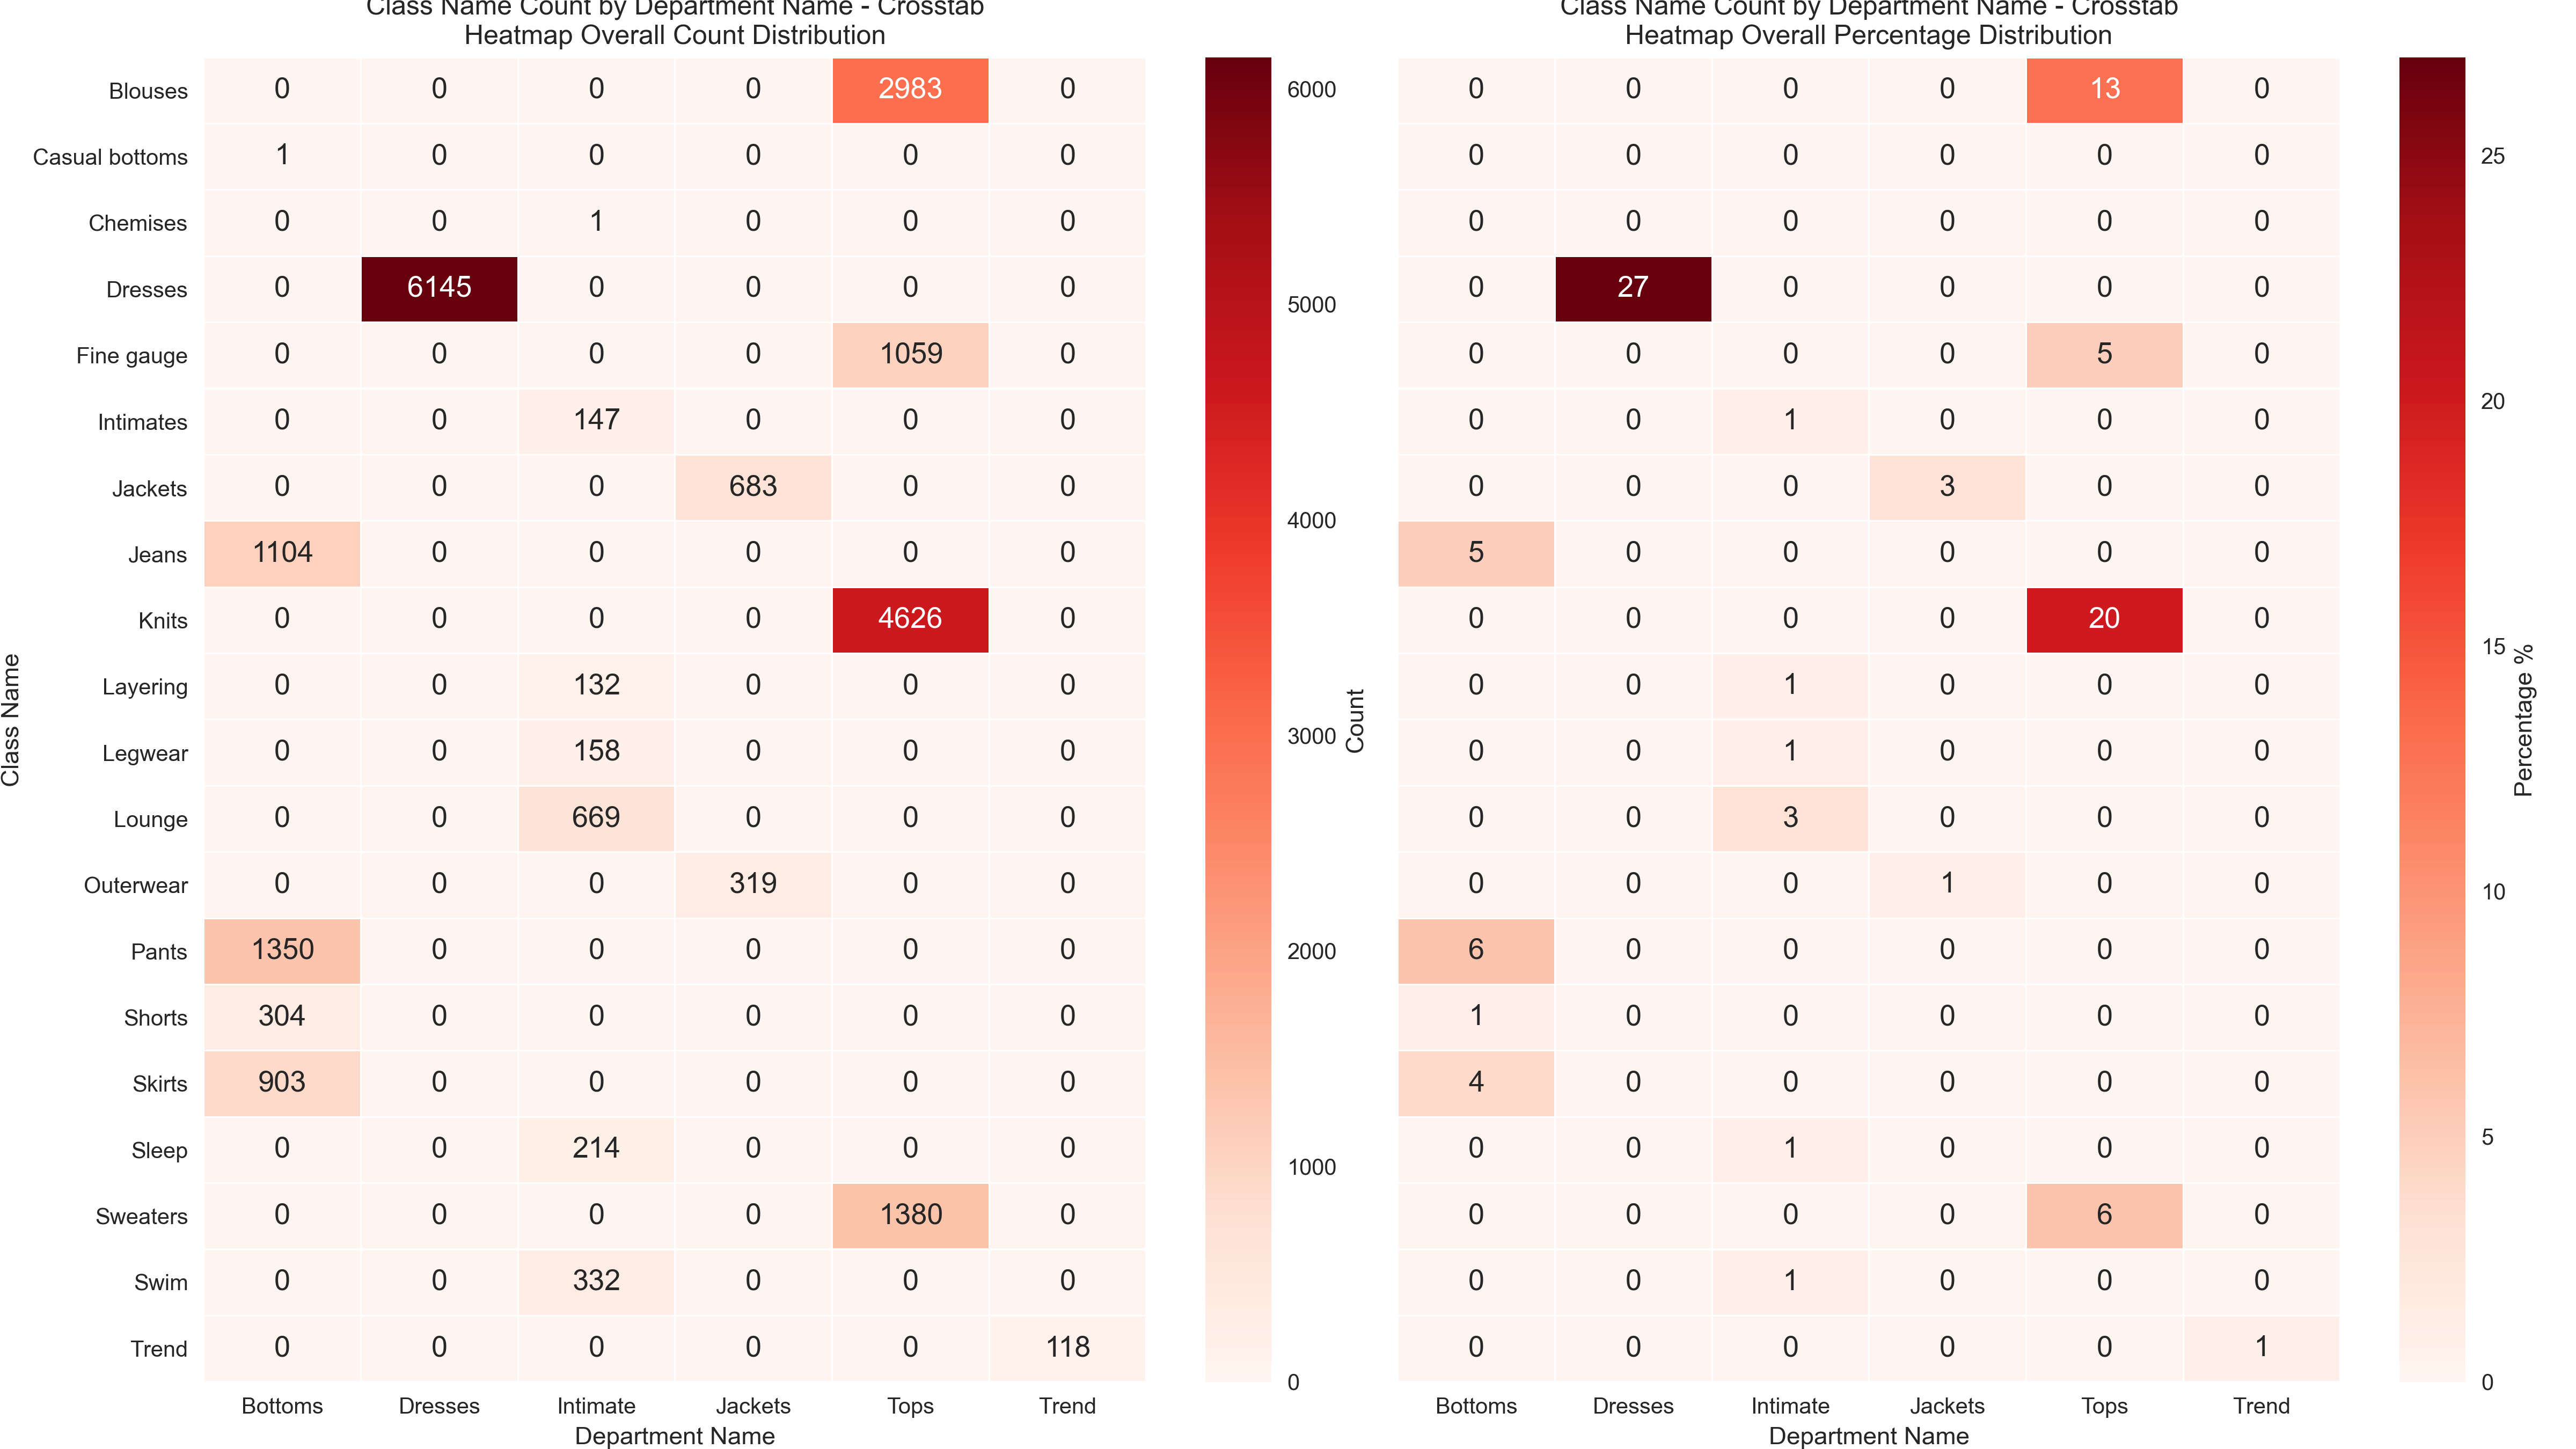 Class Name Count by Department Name - Crosstab
Heatmap Overall Count Distribution
Class Name
Blouses 0 0 0 0 2983 0
Casual bottoms 1 0 0 0 0 0
Chemises 0 0 1 0 0 0
Dresses 0 6145 0 0 0 0
Fine gauge 0 0 0 0 1059 0
Intimates 0 0 147 0 0 0
Jackets 0 0 0 683 0 0
Jeans 1104 0 0 0 0 0
Knits 0 0 0 0 4626 0
Layering 0 0 132 0 0 0
Legwear 0 0 158 0 0 0
Lounge 0 0 669 0 0 0
Outerwear 0 0 0 319 0 0
Pants 1350 0 0 0 0 0
Shorts 304 0 0 0 0 0
Skirts 903 0 0 0 0 0
Sleep 0 0 214 0 0 0
Sweaters 0 0 0 0 1380 0
Swim 0 0 332 0 0 0
Trend 0 0 0 0 0 118
Bottoms Dresses Intimate Jackets Tops Trend
Department Name
6000
5000
4000
3000
2000
1000
0
Count
Class Name Count by Department Name - Crosstab
Heatmap Overall Percentage Distribution
0 0 0 0 13 0
0 0 0 0 0 0
0 0 0 0 0 0
0 27 0 0 0 0
0 0 0 0 5 0
0 0 1 0 0 0
0 0 0 3 0 0
5 0 0 0 0 0
0 0 0 0 20 0
0 0 1 0 0 0
0 0 1 0 0 0
0 0 3 0 0 0
0 0 0 1 0 0
6 0 0 0 0 0
1 0 0 0 0 0
4 0 0 0 0 0
0 0 1 0 0 0
0 0 0 0 6 0
0 0 1 0 0 0
0 0 0 0 0 1
Bottoms Dresses Intimate Jackets Tops Trend
Department Name
25
20
15
10
5
0
Percentage %